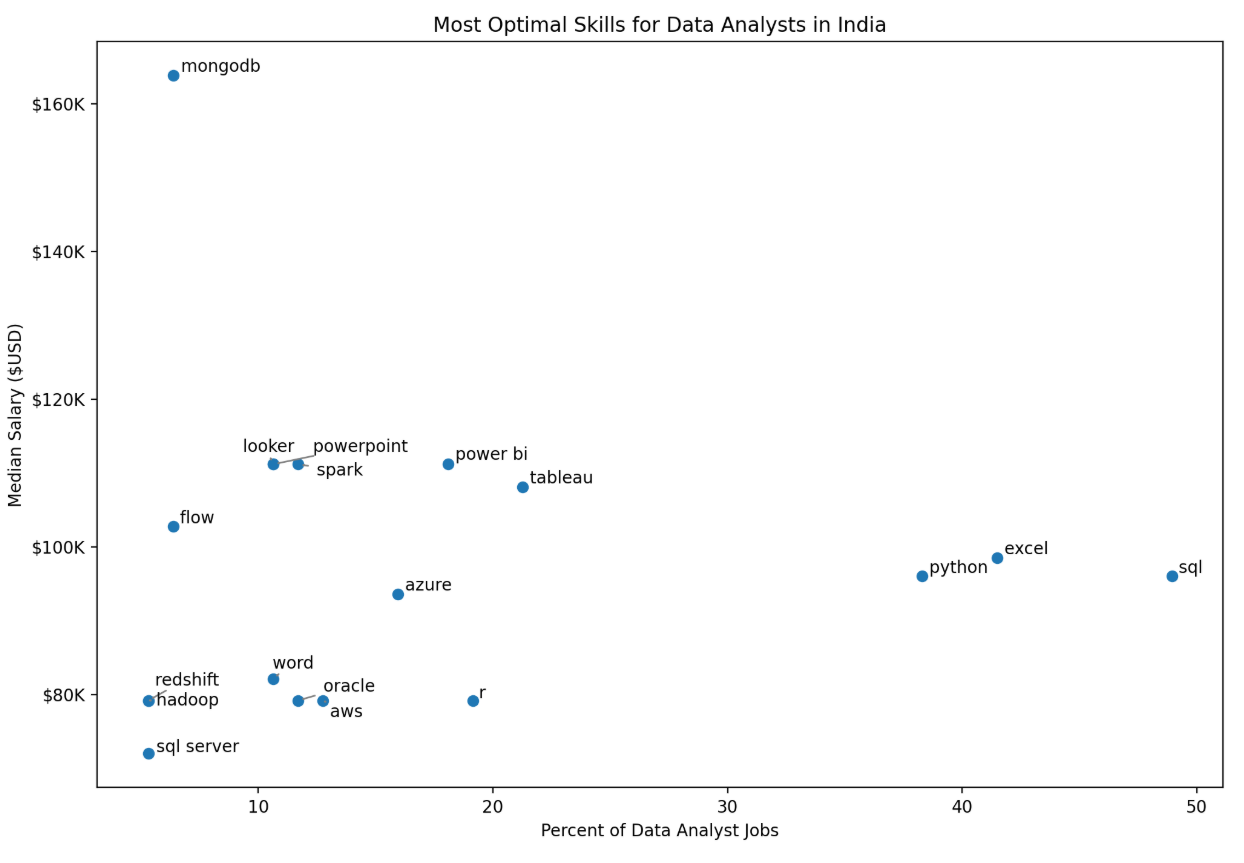 Most Optimal Skills for Data Analysts in India
mongodb
$160K
$140K
Median Salary ($USD)
$120K
looker
powerpoint
power bi
spark
tableau
flow
$100K
excel
python
sql
azure
word
redshift
oracle
$80K
hadoop
r
aws
sql server
10
20
30
40
50
Percent of Data Analyst Jobs